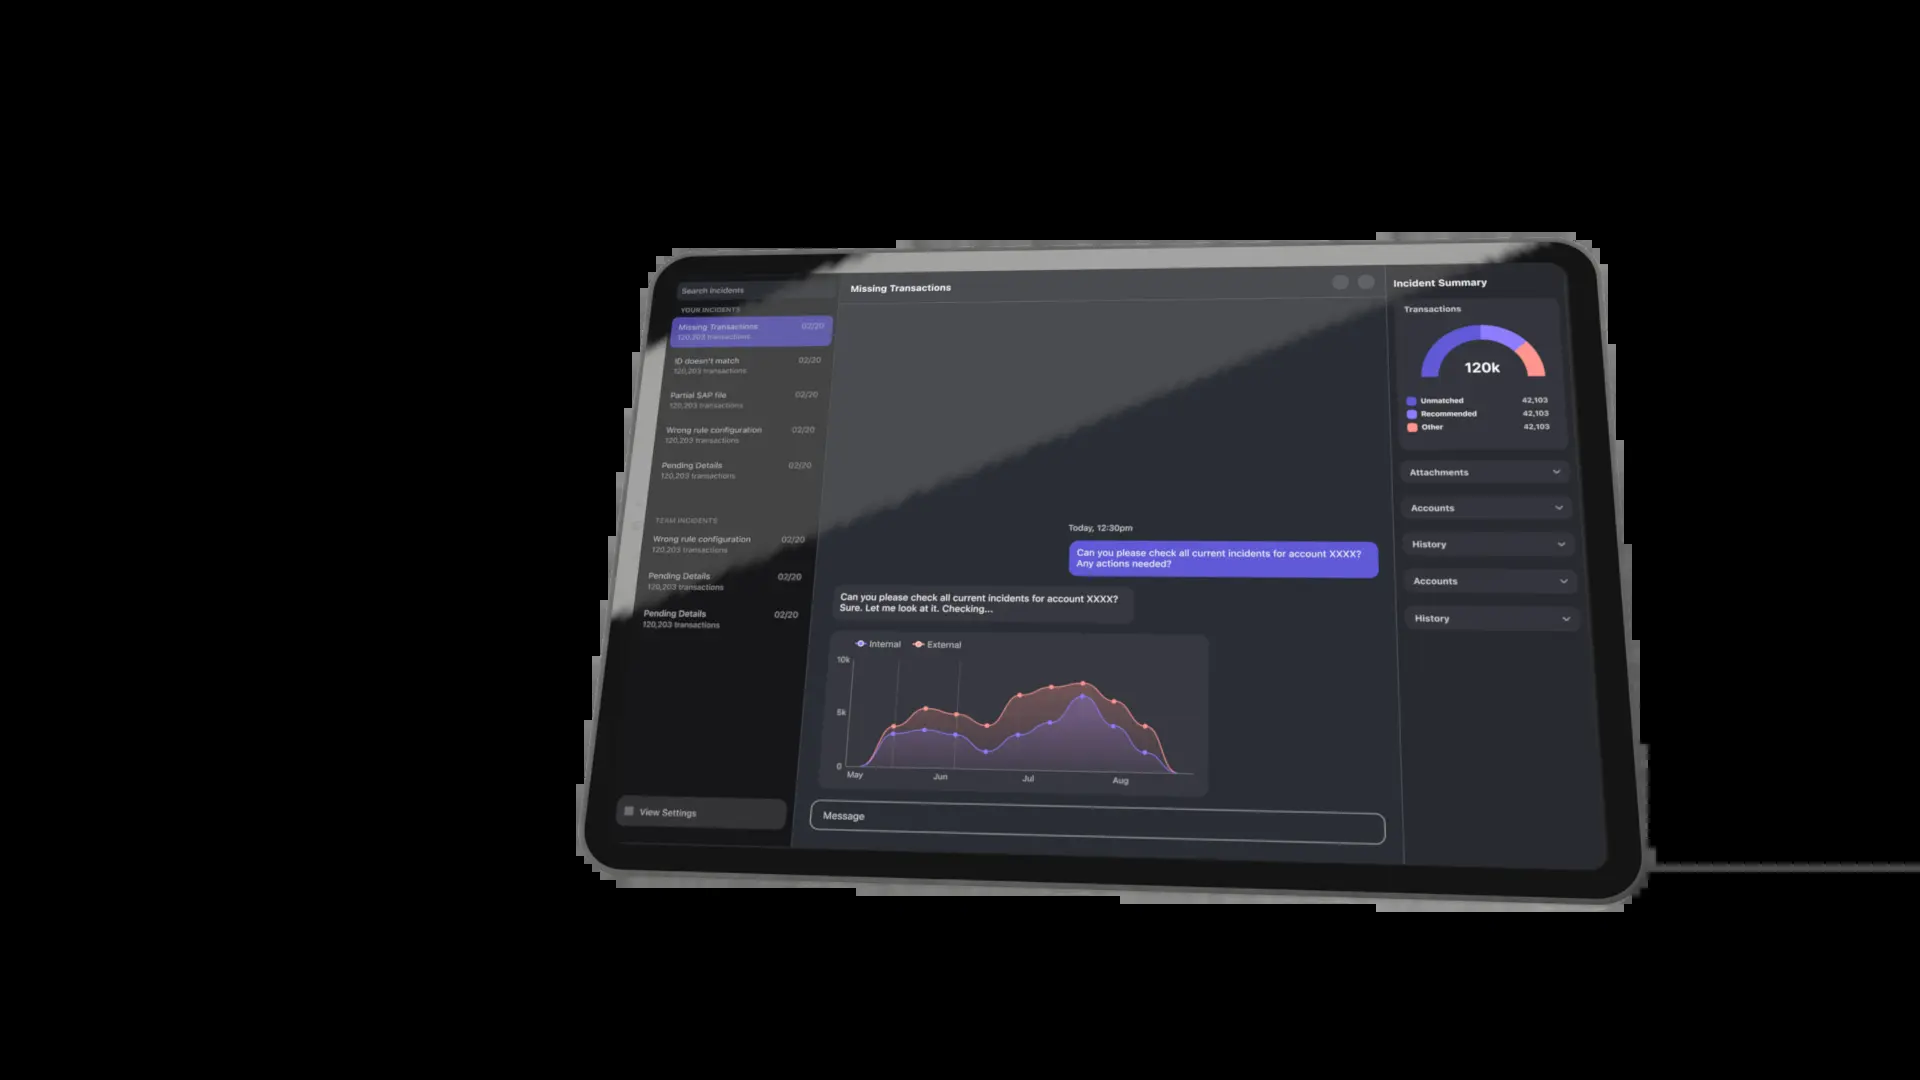 Search Incidents
YOUR INCIDENTS
Missing Transactions 02/20
120,203 transactions
ID doesn't match 02/20
120,203 transactions
Partial SAP file 02/20
120,203 transactions
Wrong rule configuration 02/20
120,203 transactions
Pending Details 02/20
120,203 transactions
TEAM INCIDENTS
Wrong rule configuration 02/20
120,203 transactions
Pending Details 02/20
120,203 transactions
Pending Details 02/20
120,203 transactions
View Settings
Missing Transactions
Today, 12:30pm
Can you please check all current incidents for account XXXX?
Any actions needed?
Can you please check all current incidents for account XXXX?
Sure. Let me look at it. Checking...
Internal External
10k
5k
0
May Jun Jul Aug
Message
Incident Summary
Transactions
120k
Unmatched 42,103
Recommended 42,103
Other 42,103
Attachments
Accounts
History
Accounts
History